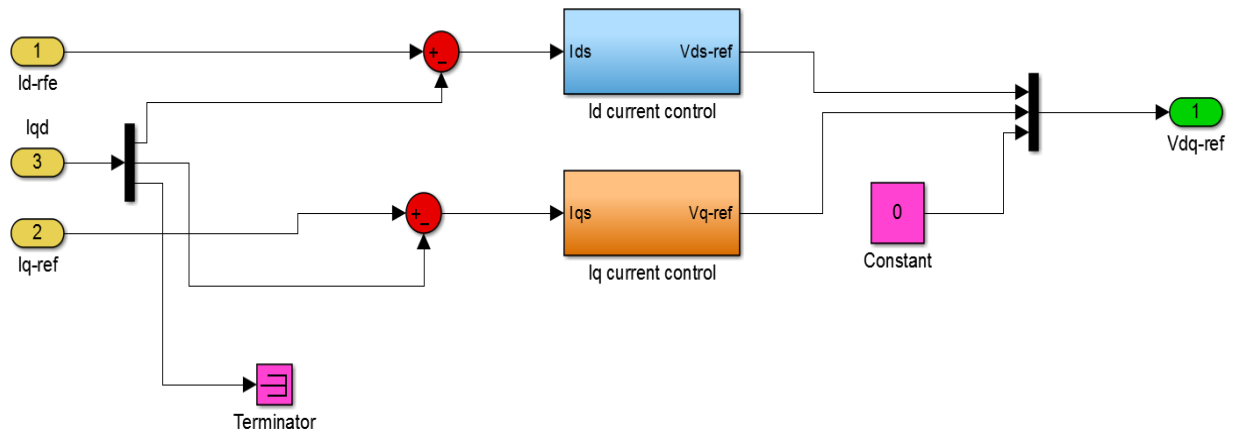 1
Id-rfe
Iqd
3
2
Iq-ref
+
–
Ids Vds-ref
Id current control
+
–
Iqs Vq-ref
Iq current control
0
Constant
1
Vdq-ref
Terminator